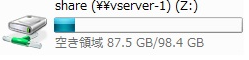 share (¥¥vserver-1) (Z:)
空き領域 87.5 GB/98.4 GB